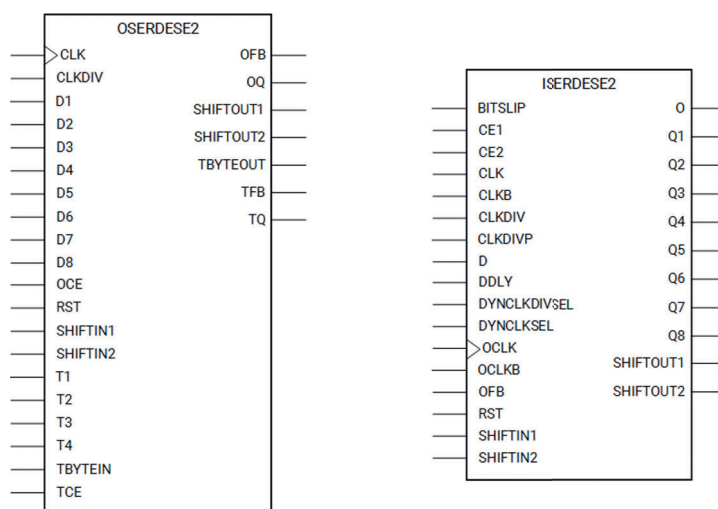 OSERDESE2
CLK
CLKDIV
D1
D2
D3
D4
D5
D6
D7
D8
OCE
RST
SHIFTIN1
SHIFTIN2
T1
T2
T3
T4
TBYTEIN
TCE
OFB
OQ
SHIFTOUT1
SHIFTOUT2
TBYTEOUT
TFB
TQ
ISERDESE2
BITSLIP
CE1
CE2
CLK
CLKB
CLKDIV
CLKDIVP
D
DDLY
DYNCLKDIVSEL
DYNCLKSEL
OCLK
OCLKB
OFB
RST
SHIFTIN1
SHIFTIN2
O
Q1
Q2
Q3
Q4
Q5
Q6
Q7
Q8
SHIFTOUT1
SHIFTOUT2